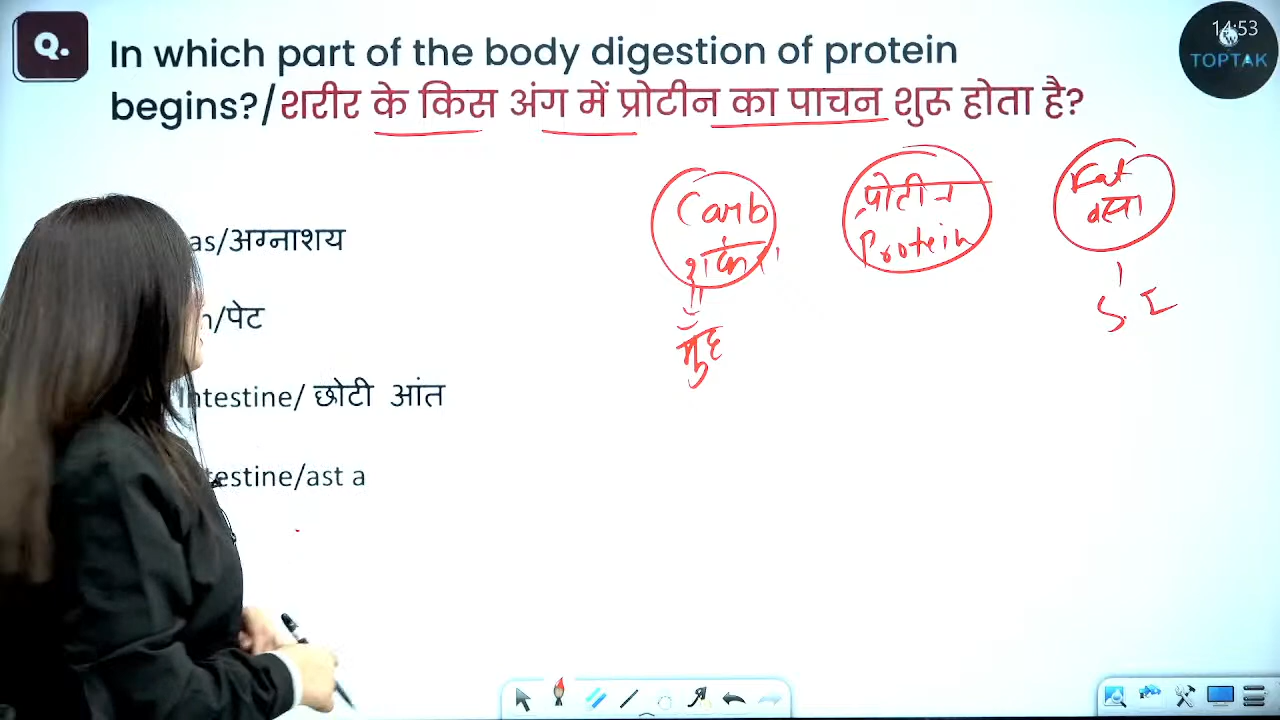 Q.
In which part of the body digestion of protein
begins?/शरीर के किस अंग में प्रोटीन का पाचन शुरू होता है?
14:53
TOPTAK
Carb
प्रोटीन
Protein
Fat
वसा
as/अग्नाशय
/पेट
मुँह
S.I
Intestine/ छोटी आंत
testine/ast a